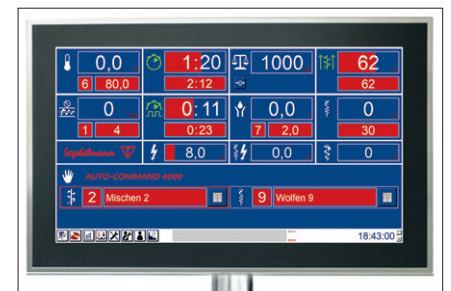 0,0 1:20 1000 62
6 80,0 2:12 62
0 0:11 0,0 0
1 4 0:23 7 2,0 30
Seydelmann 8,0 0,0 0
AUTO-COMMAND 4000
2 Mischen 2 9 Wolfen 9
18:43:00